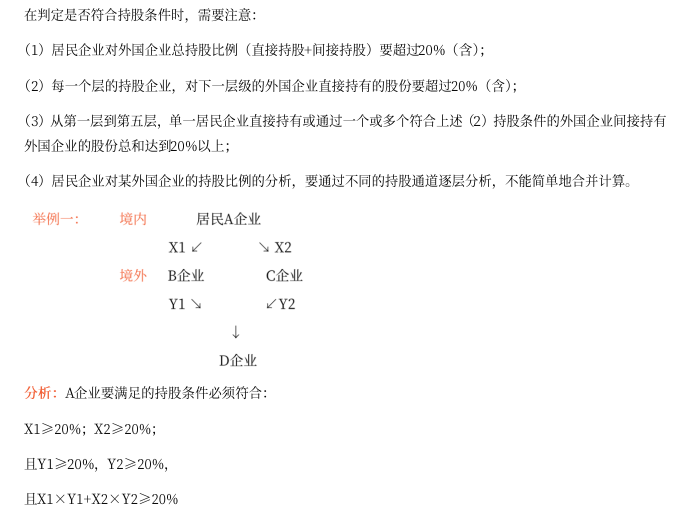 在判定是否符合持股条件时，需要注意：
（1）居民企业对外国企业总持股比例（直接持股+间接持股）要超过20%（含）；
（2）每一个层的持股企业，对下一层级的外国企业直接持有的股份要超过20%（含）；
（3）从第一层到第五层，单一居民企业直接持有或通过一个或多个符合上述（2）持股条件的外国企业间接持有
外国企业的股份总和达到20%以上；
（4）居民企业对某外国企业的持股比例的分析，要通过不同的持股通道逐层分析，不能简单地合并计算。
举例一： 境内 居民A企业
X1 ↙ ↘ X2
境外 B企业 C企业
Y1 ↘ ↙Y2
↓
D企业
分析：A企业要满足的持股条件必须符合：
X1≥20%；X2≥20%；
且Y1≥20%，Y2≥20%，
且X1×Y1+X2×Y2≥20%